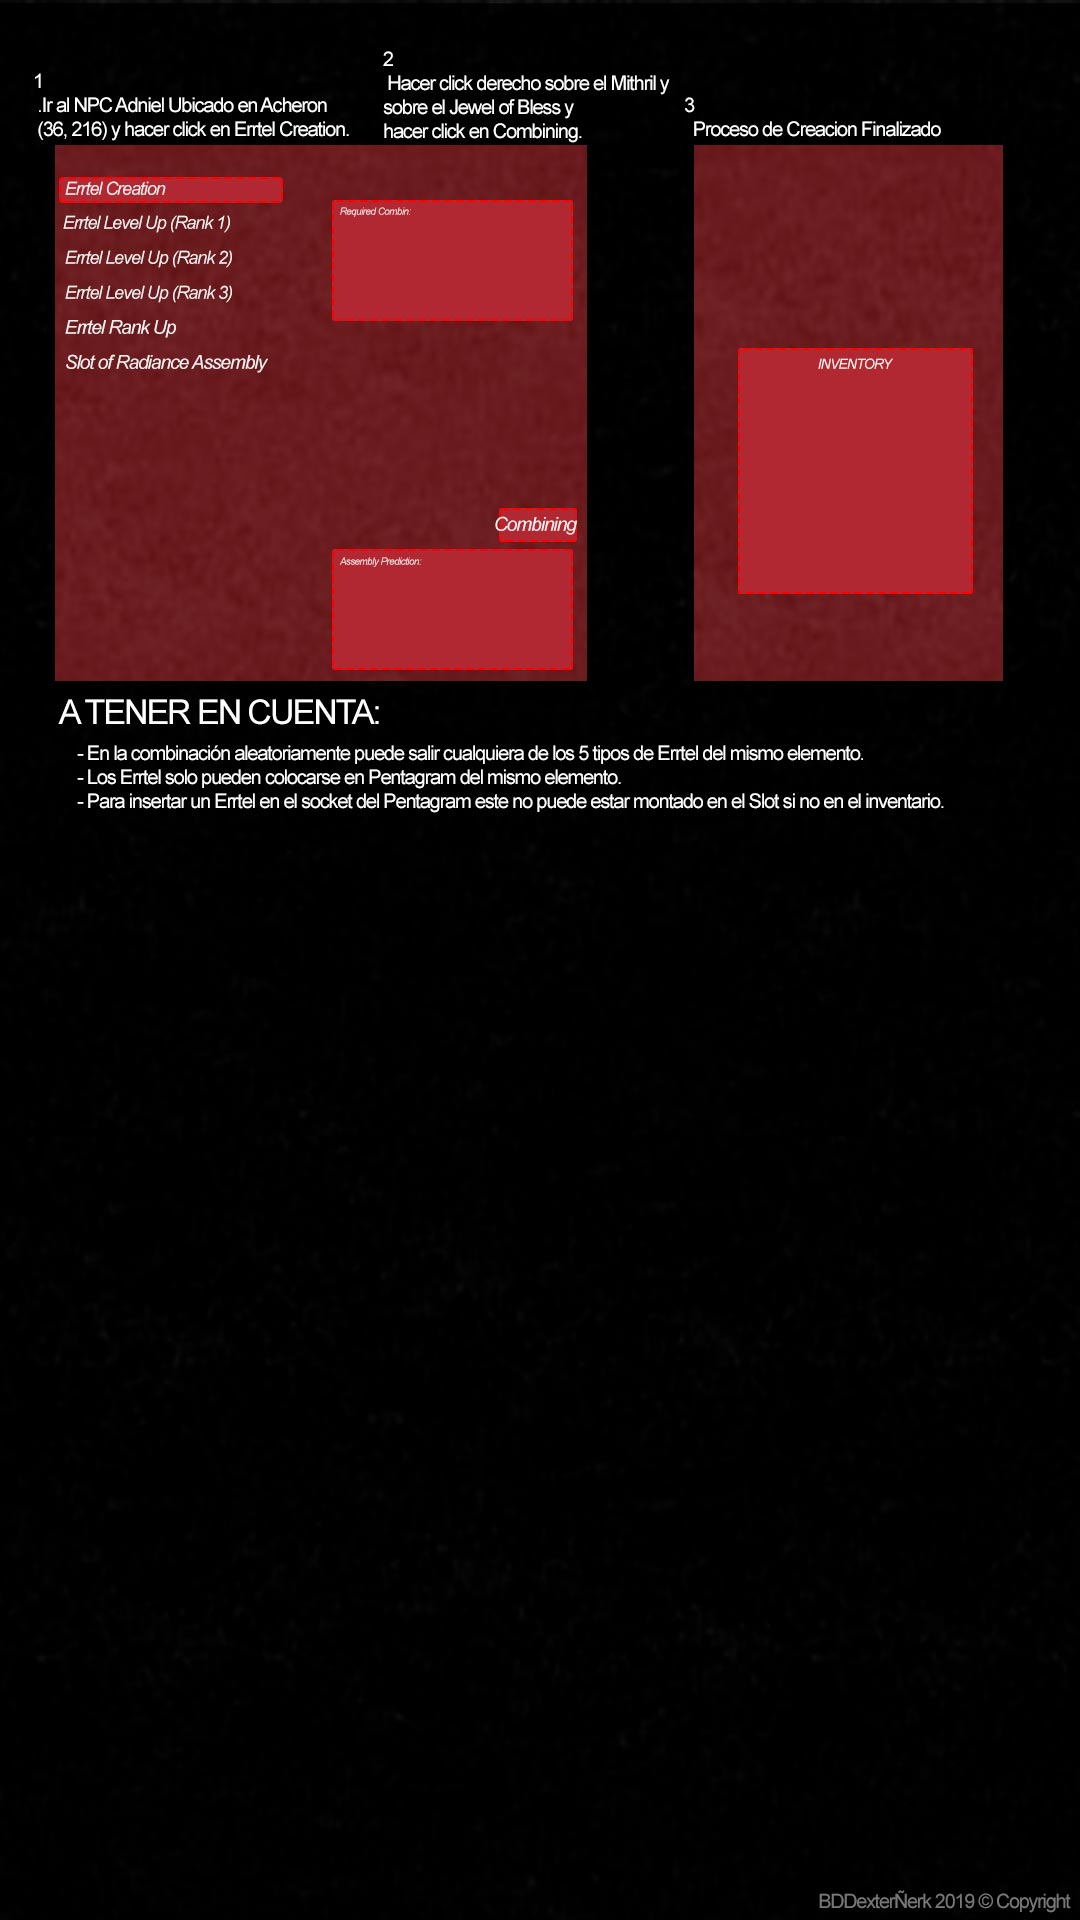 1
.Ir al NPC Adniel Ubicado en Acheron
(36, 216) y hacer click en Errtel Creation.
2
Hacer click derecho sobre el Mithril y
sobre el Jewel of Bless y
hacer click en Combining.
3
Proceso de Creacion Finalizado
Errtel Creation
Errtel Level Up (Rank 1)
Errtel Level Up (Rank 2)
Errtel Level Up (Rank 3)
Errtel Rank Up
Slot of Radiance Assembly
Required Combin:
Combining
Assembly Prediction:
INVENTORY
A TENER EN CUENTA:
- En la combinación aleatoriamente puede salir cualquiera de los 5 tipos de Errtel del mismo elemento.
- Los Errtel solo pueden colocarse en Pentagram del mismo elemento.
- Para insertar un Errtel en el socket del Pentagram este no puede estar montado en el Slot si no en el inventario.
BDDexterÑerk 2019 © Copyright